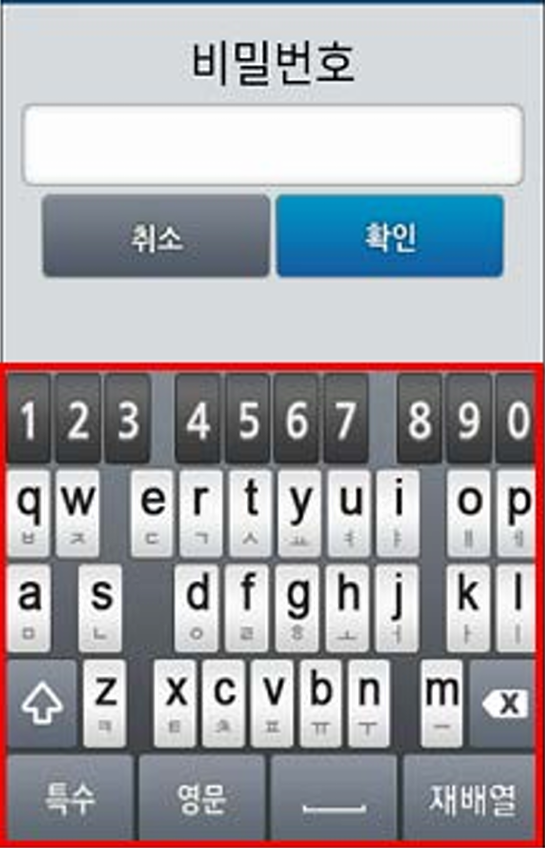 비밀번호
취소 확인
1 2 3 4 5 6 7 8 9 0
q w e r t y u i o p
ㅂ ㅈ ㄷ ㄱ ㅅ ㅛ ㅕ ㅑ ㅐ ㅔ
a s d f g h j k l
ㅁ ㄴ ㅇ ㄹ ㅎ ㅗ ㅓ ㅏ ㅣ
z x c v b n m x
ㅋ ㅌ ㅊ ㅍ ㅠ ㅜ ㅡ
특수 영문 재배열